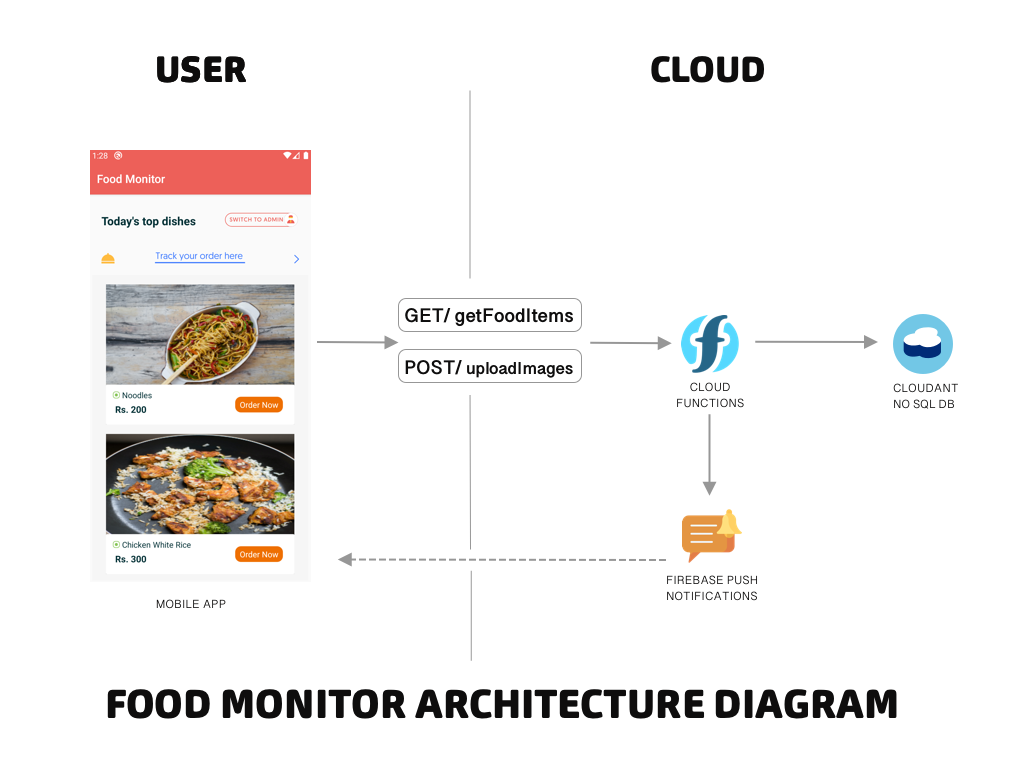 USER
CLOUD
1:28
Food Monitor
Today's top dishes
SWITCH TO ADMIN
Track your order here
Noodles
Rs. 200
Order Now
Chicken White Rice
Rs. 300
Order Now
MOBILE APP
GET/ getFoodItems
POST/ uploadImages
CLOUD
FUNCTIONS
CLOUDANT
NO SQL DB
FIREBASE PUSH
NOTIFICATIONS
FOOD MONITOR ARCHITECTURE DIAGRAM